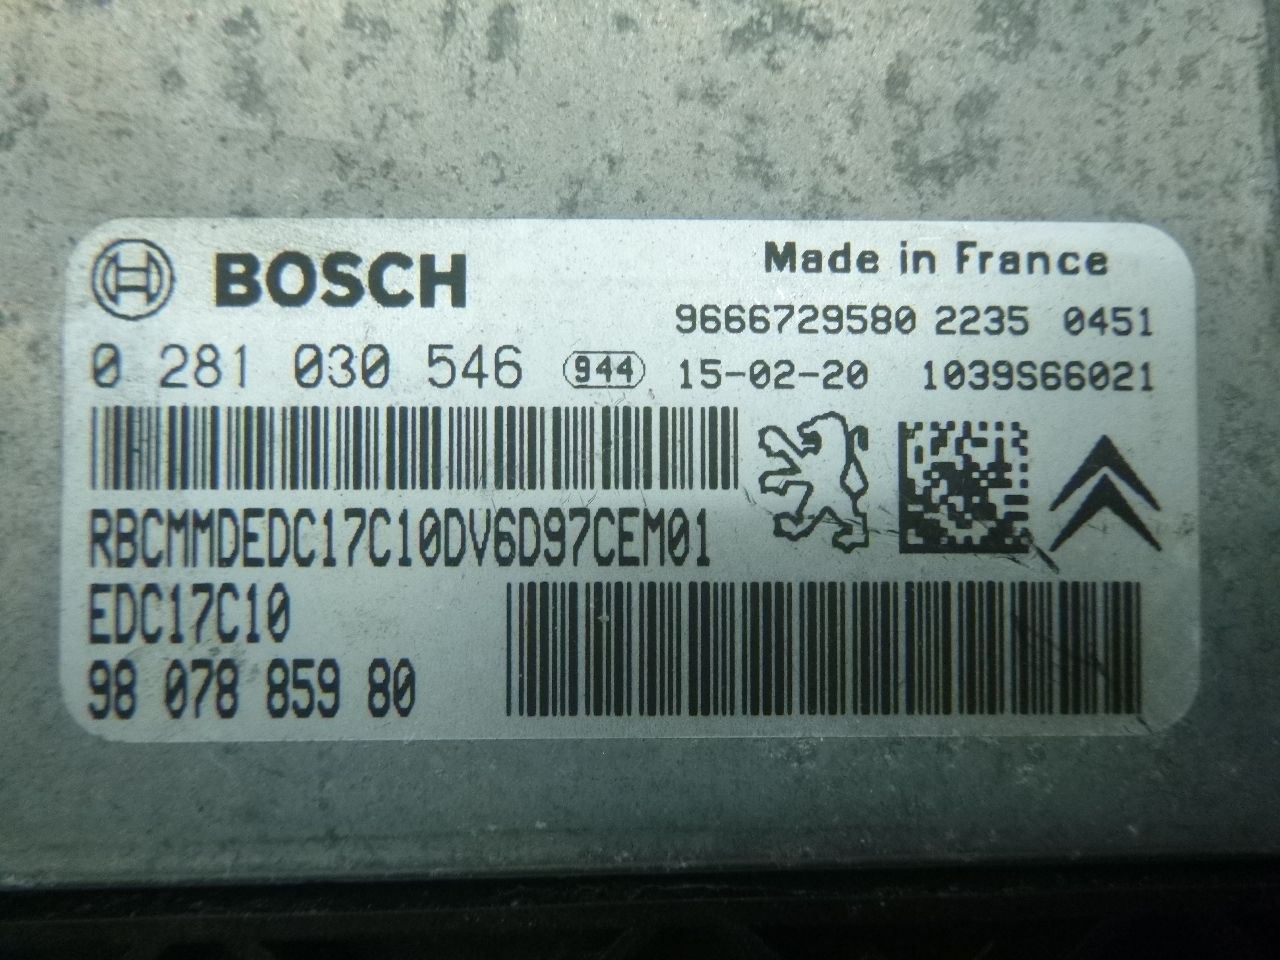 BOSCH
Made in France
9666729580 2235 0451
0 281 030 546 944 15-02-20 1039S66021
RBCMMDEDC17C10DV6D97CEM01
EDC17C10
98 078 859 80